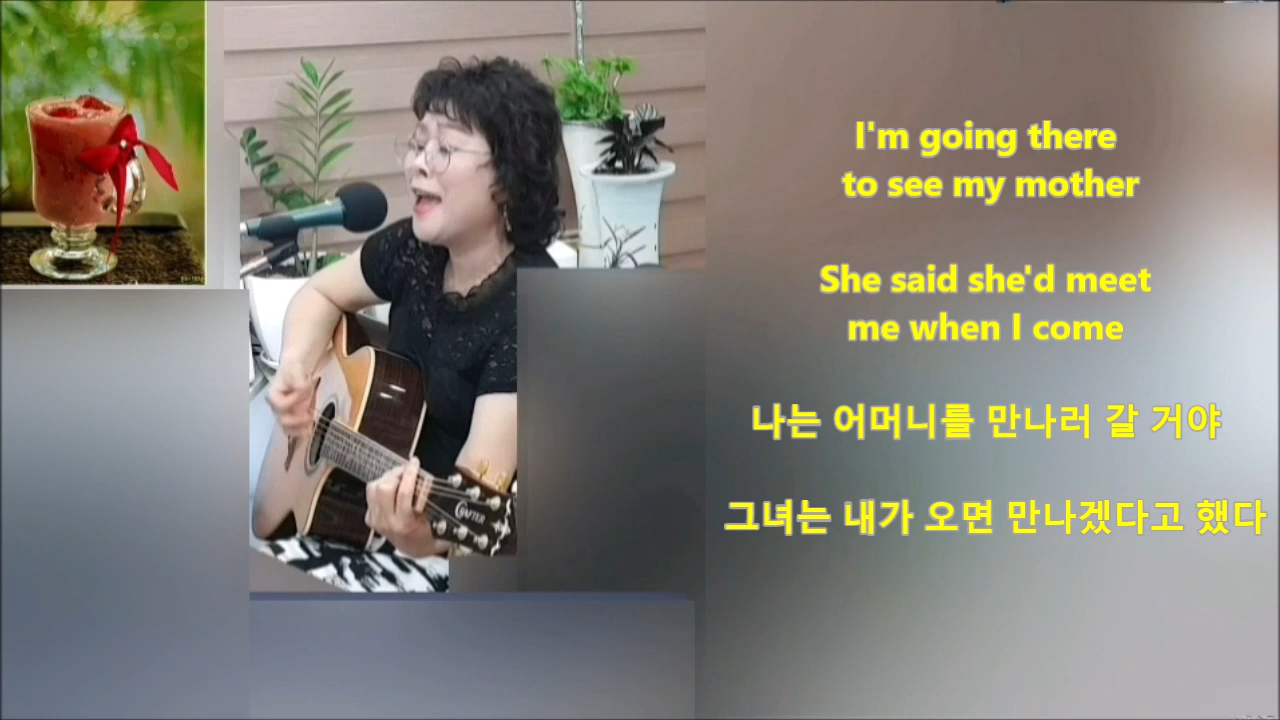 I'm going there
to see my mother
She said she'd meet
me when I come
나는 어머니를 만나러 갈 거야
그녀는 내가 오면 만나겠다고 했다
CRAFTER